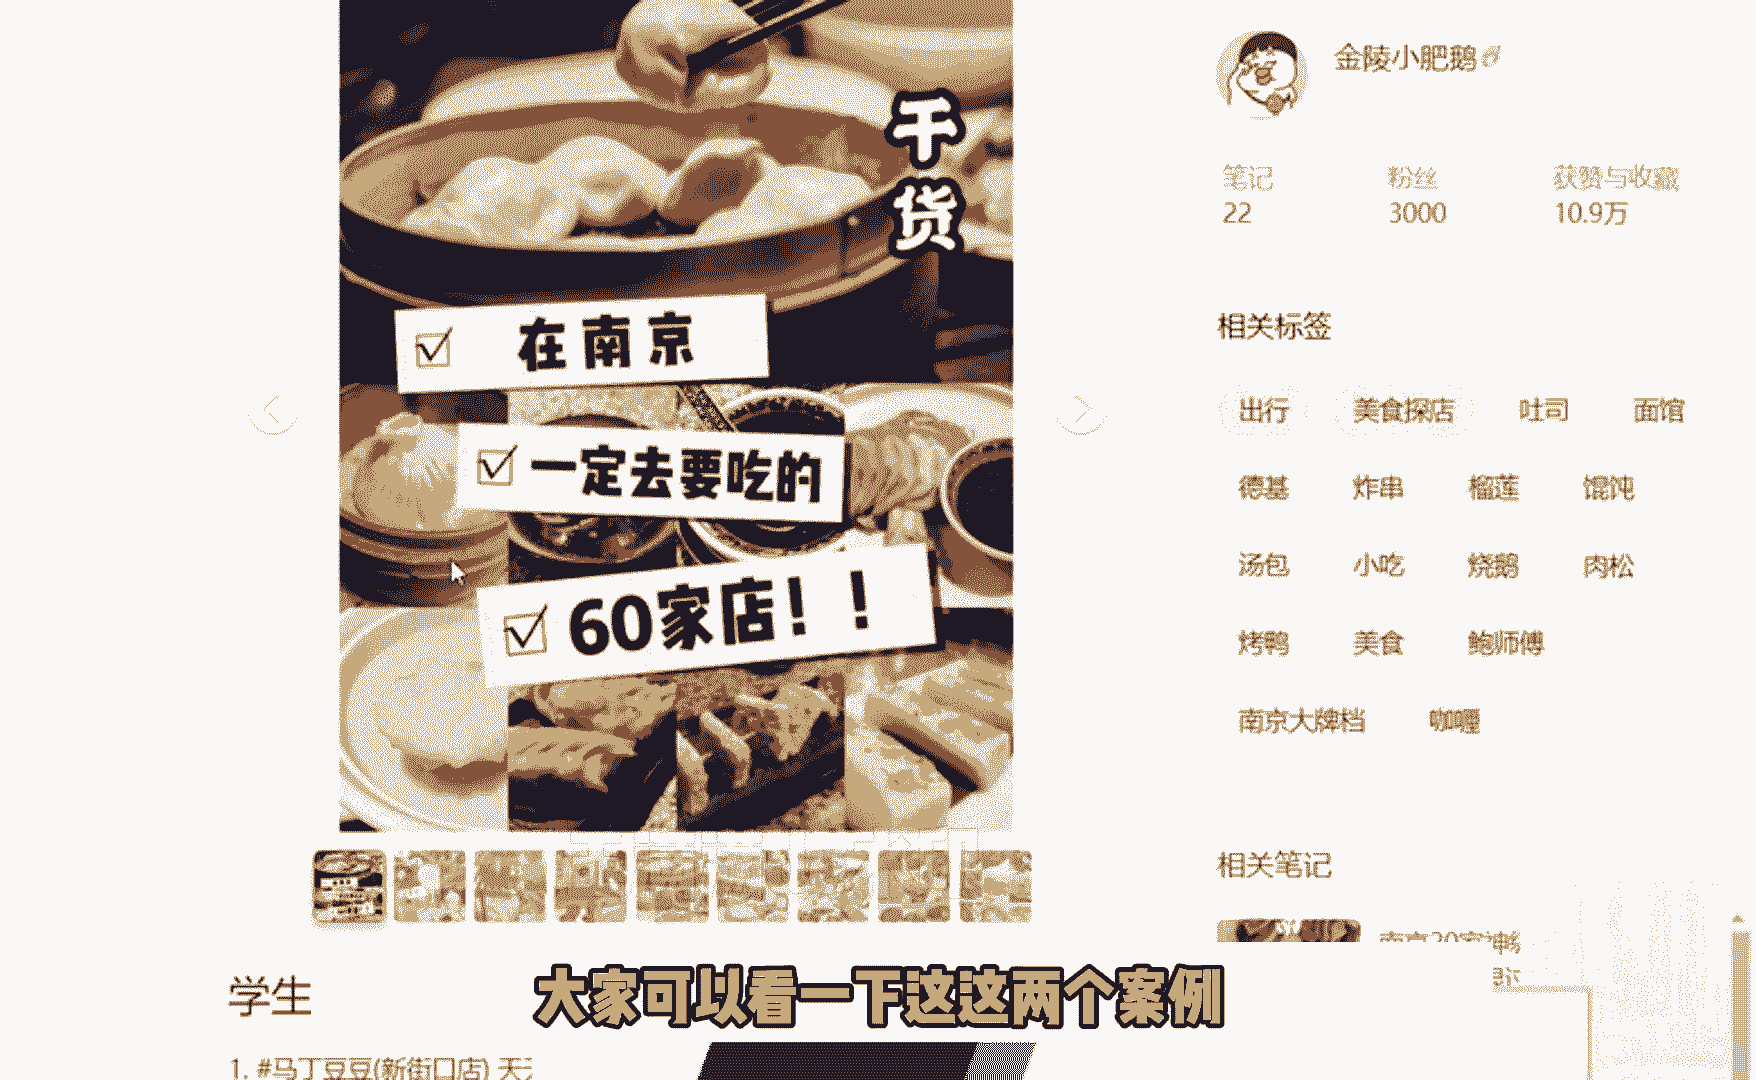 干
货
在南京
一定去要吃的
60家店！！
金陵小肥鹅
笔记 粉丝 获赞与收藏
22 3000 10.9万
相关标签
出行 美食探店 吐司 面馆
德基 炸串 榴莲 馄饨
汤包 小吃 烧鹅 肉松
烤鸭 美食 鲍师傅
南京大牌档 咖喱
相关笔记
学生
大家可以看一下这这两个案例
1. #马丁豆豆(新街口店)